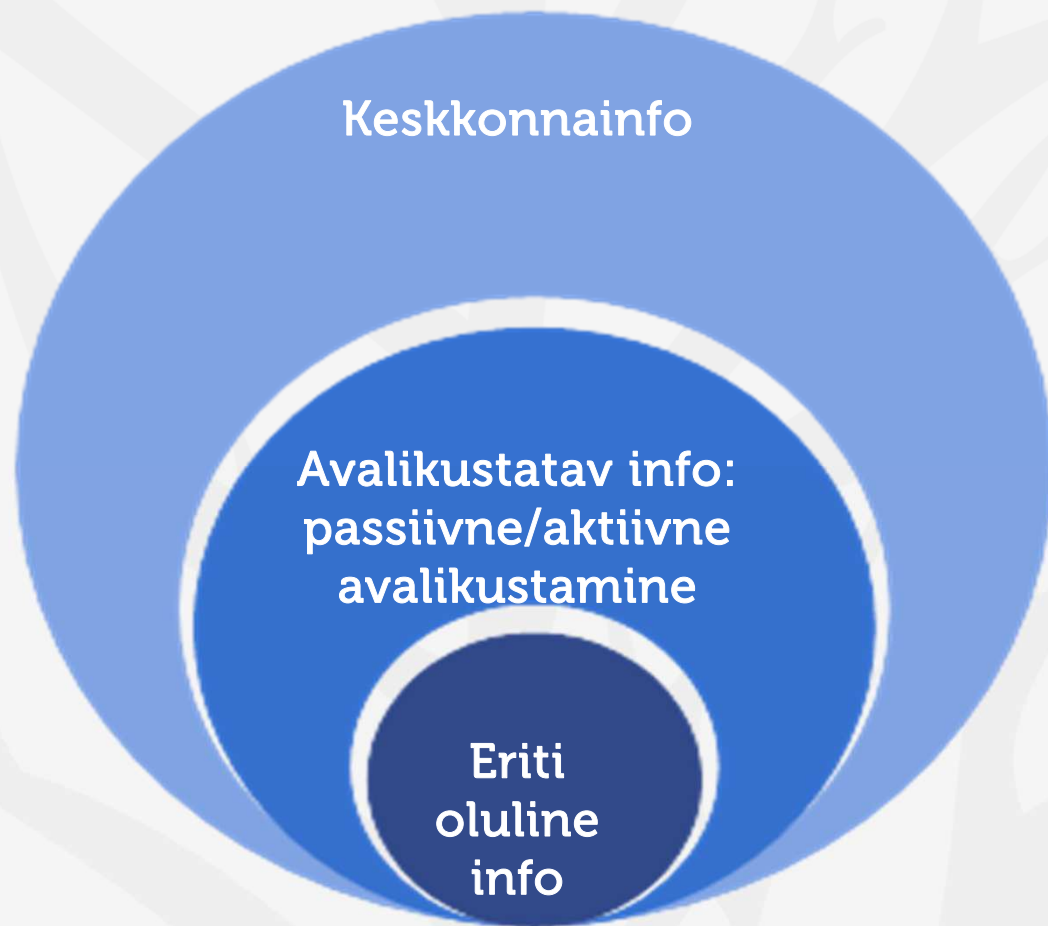 Keskkonnainfo
Avalikustatav info:
passiivne/aktiivne
avalikustamine
Eriti
oluline
info